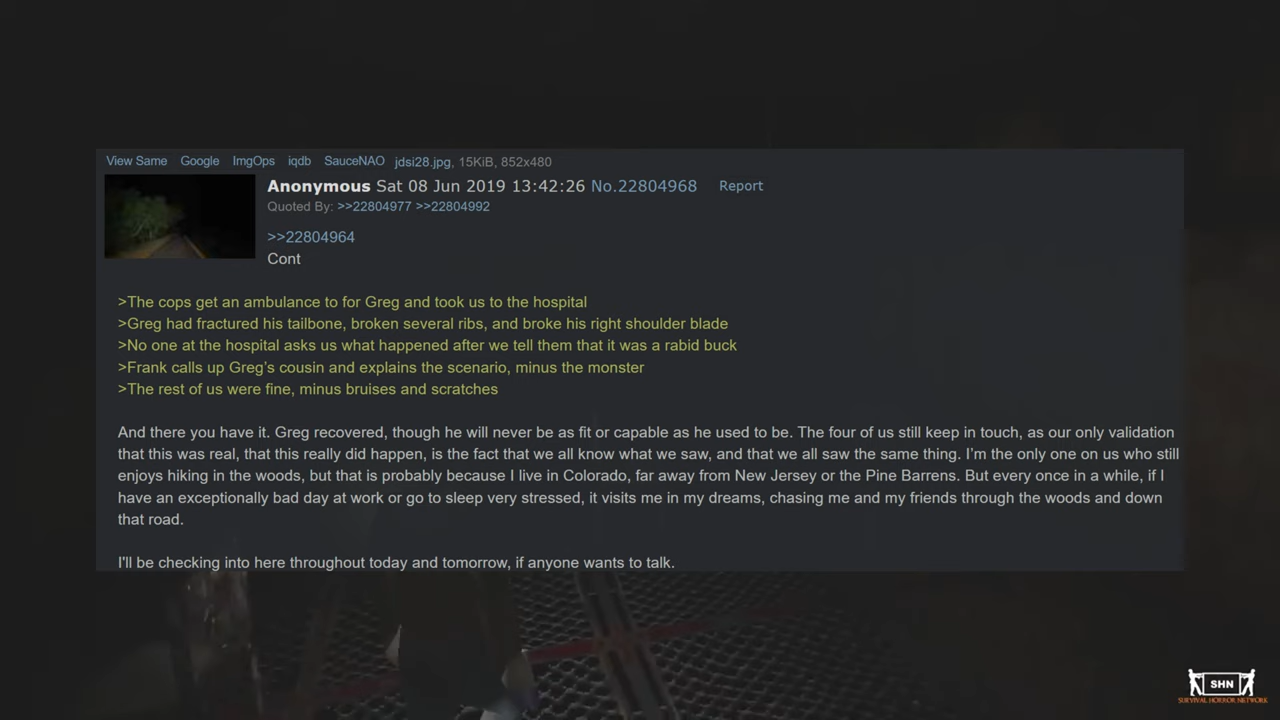 View Same Google ImgOps iqdb SauceNAO jdsi28.jpg, 15KiB, 852x480
Anonymous Sat 08 Jun 2019 13:42:26 No.22804968 Report
Quoted By: >>22804977 >>22804992
>>22804964
Cont
>The cops get an ambulance to for Greg and took us to the hospital
>Greg had fractured his tailbone, broken several ribs, and broke his right shoulder blade
>No one at the hospital asks us what happened after we tell them that it was a rabid buck
>Frank calls up Greg's cousin and explains the scenario, minus the monster
>The rest of us were fine, minus bruises and scratches
And there you have it. Greg recovered, though he will never be as fit or capable as he used to be. The four of us still keep in touch, as our only validation
that this was real, that this really did happen, is the fact that we all know what we saw, and that we all saw the same thing. I'm the only one on us who still
enjoys hiking in the woods, but that is probably because I live in Colorado, far away from New Jersey or the Pine Barrens. But every once in a while, if I
have an exceptionally bad day at work or go to sleep very stressed, it visits me in my dreams, chasing me and my friends through the woods and down
that road.
I'll be checking into here throughout today and tomorrow, if anyone wants to talk.
SHN
SURVIVAL HORROR NETWORK